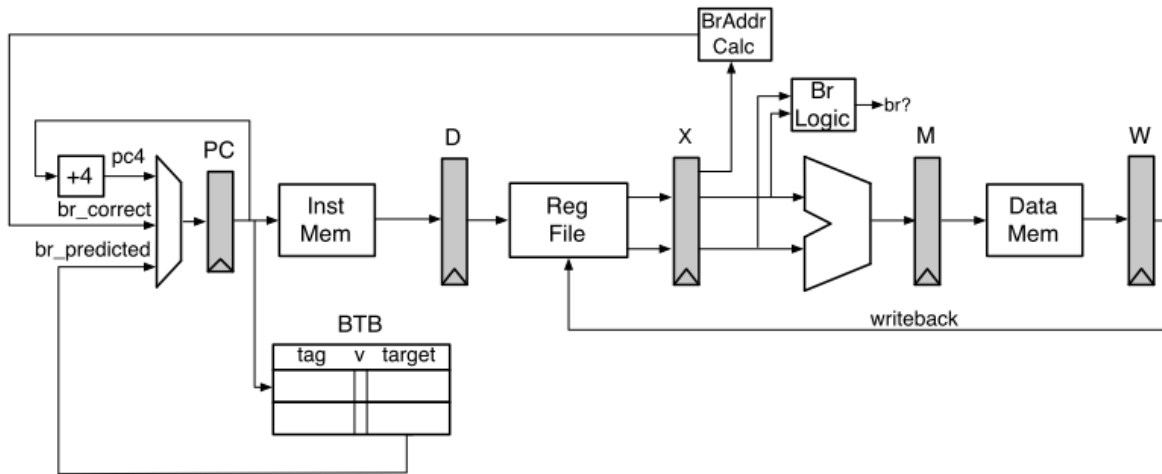 BrAddr
Calc
Br
Logic
br?
D
X
M
W
PC
pc4
+4
br_correct
br_predicted
Inst
Mem
Reg
File
Data
Mem
writeback
BTB
tag v target